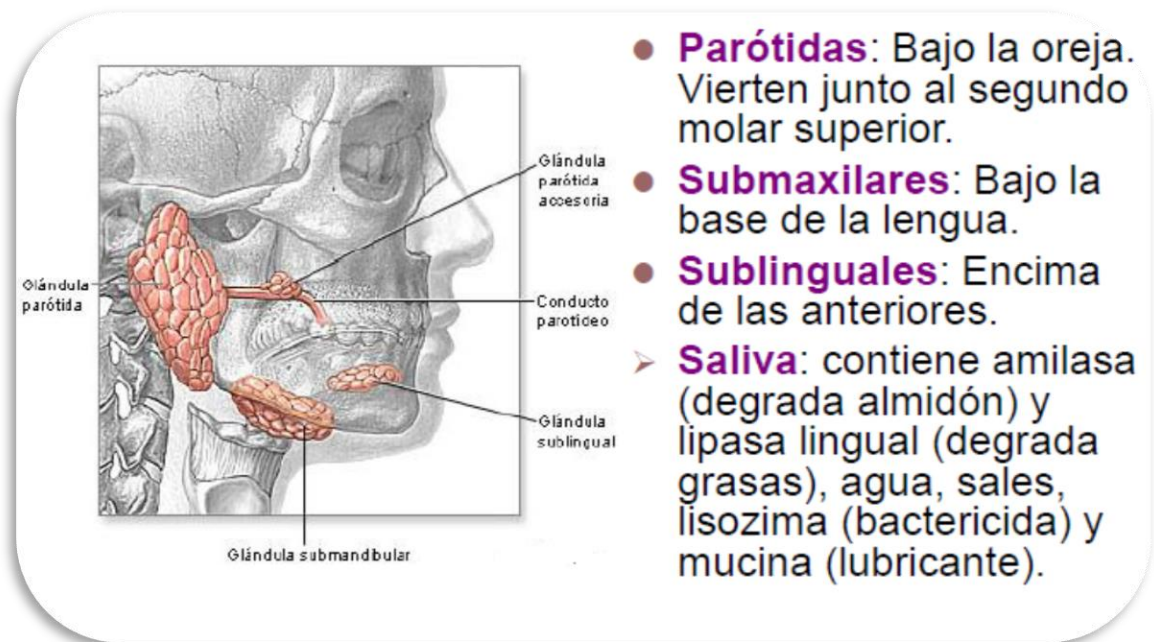 Glándula
parótida
accesoria
Glándula
parótida
Conducto
parotídeo
Glándula
sublingual
Glándula submandibular
● Parótidas: Bajo la oreja.
Vierten junto al segundo
molar superior.
● Submaxilares: Bajo la
base de la lengua.
● Sublinguales: Encima
de las anteriores.
➢ Saliva: contiene amilasa
(degrada almidón) y
lipasa lingual (degrada
grasas), agua, sales,
lisozima (bactericida) y
mucina (lubricante).